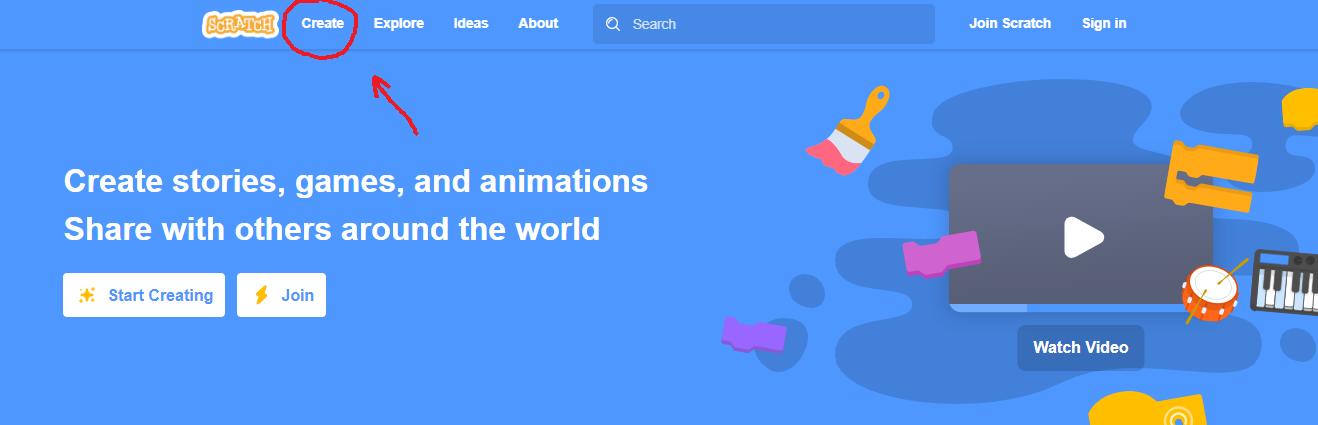 SCRATCH Create Explore Ideas About Search Join Scratch Sign in
Create stories, games, and animations
Share with others around the world
Start Creating Join
Watch Video